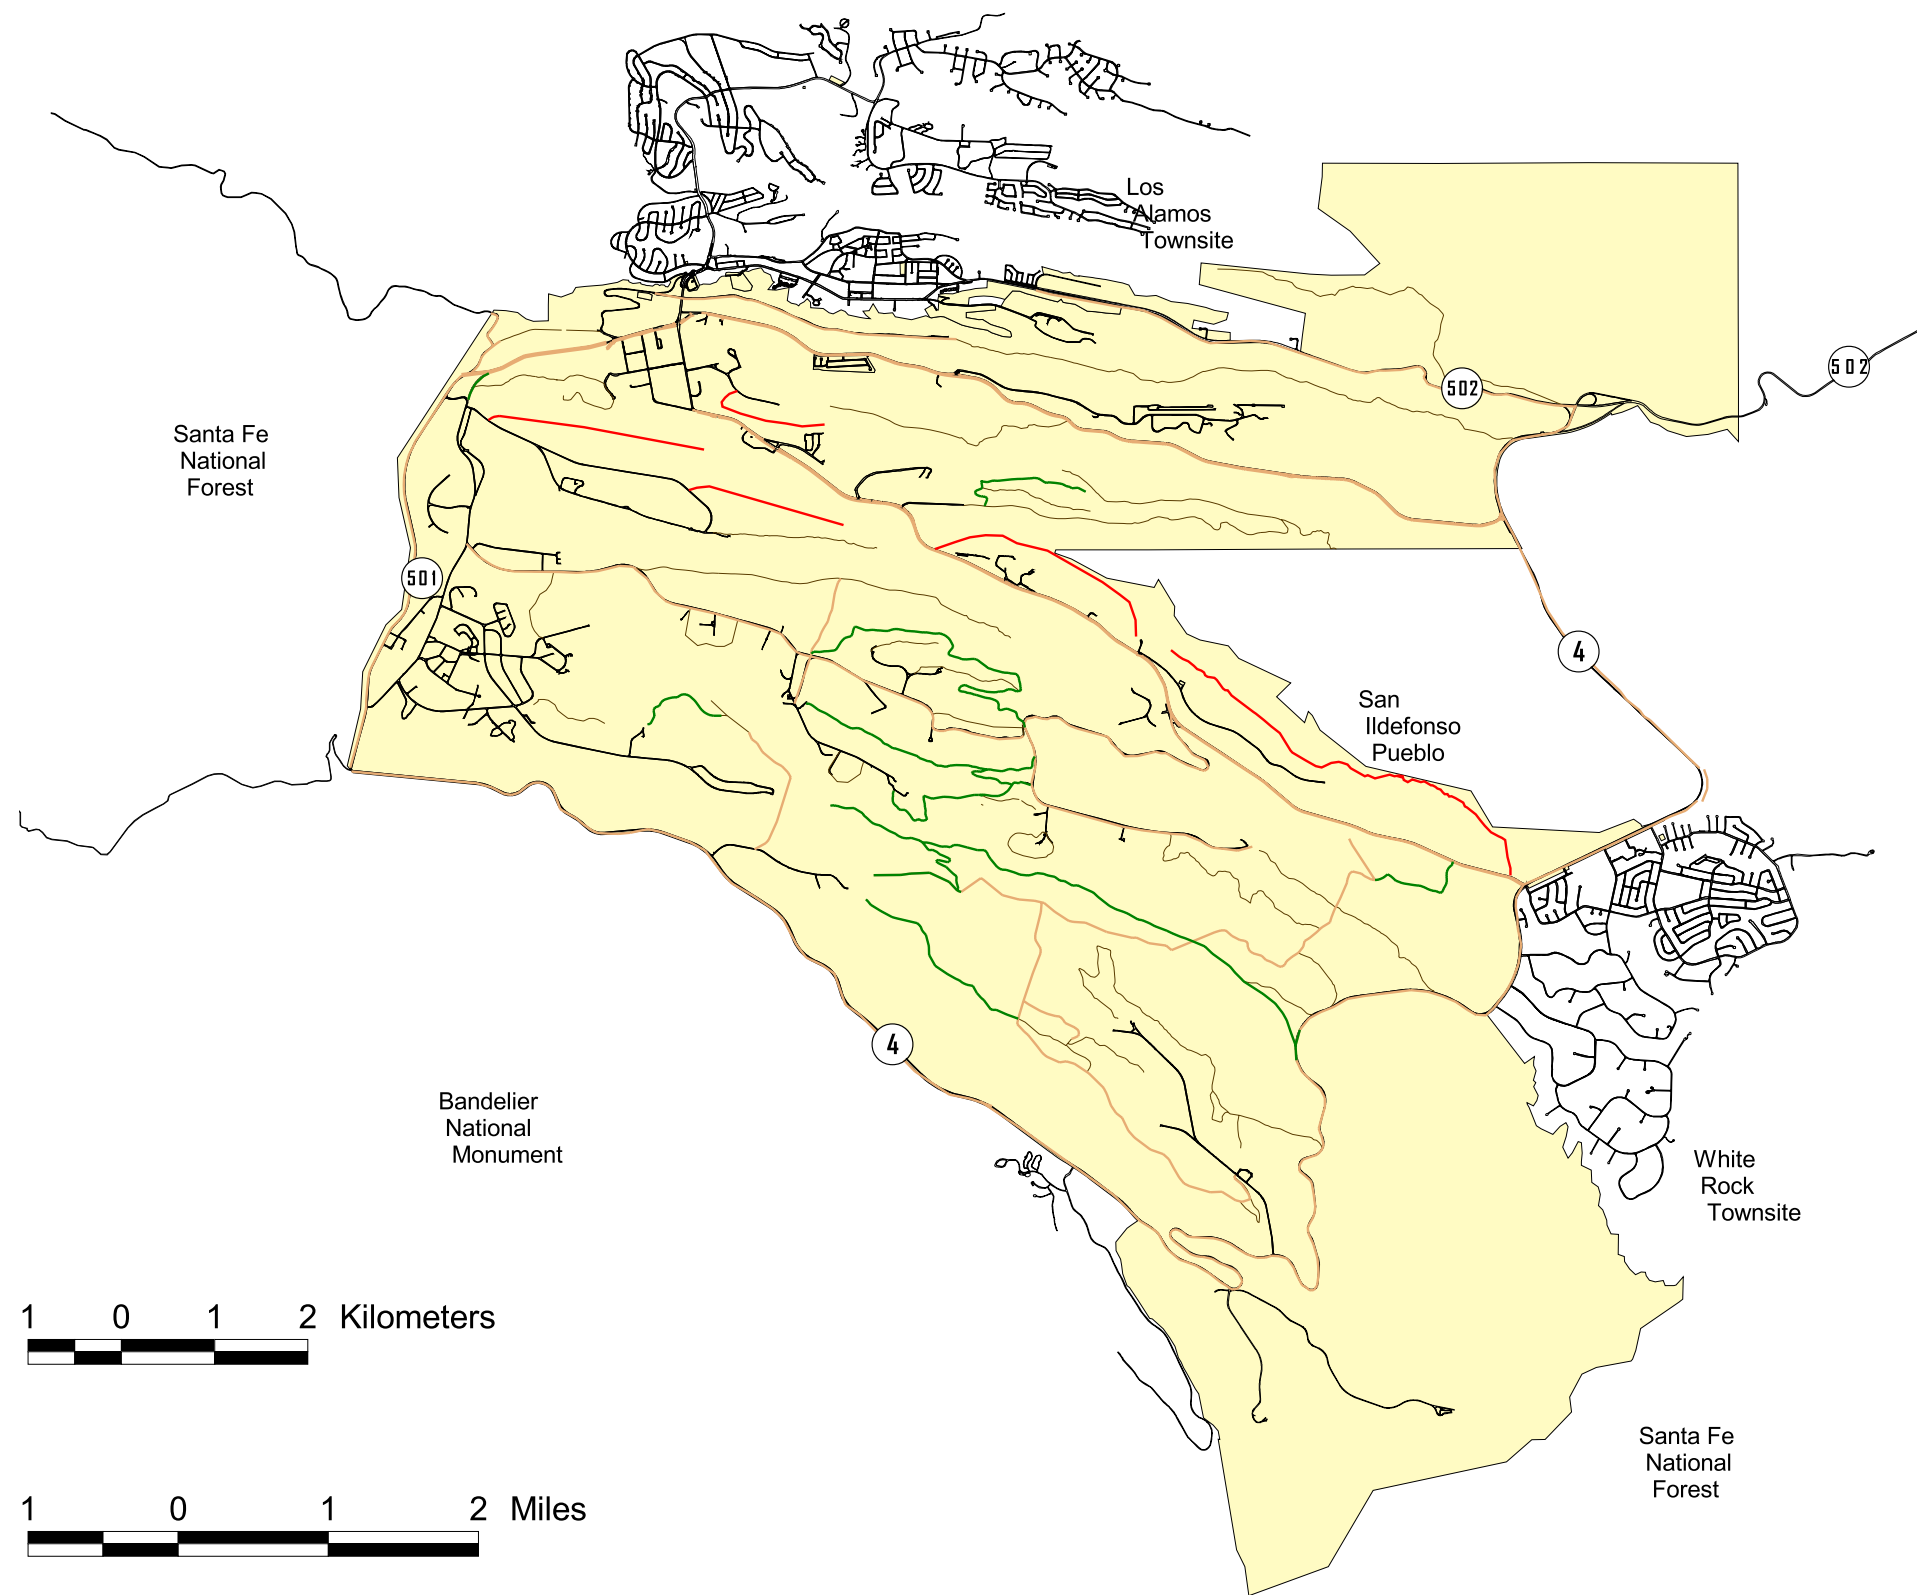 Los
Alamos
Townsite
502
502
Santa Fe
National
Forest
501
4
San
Ildefonso
Pueblo
4
Bandelier
National
Monument
White
Rock
Townsite
1 0 1 2 Kilometers
Santa Fe
National
Forest
1 0 1 2 Miles